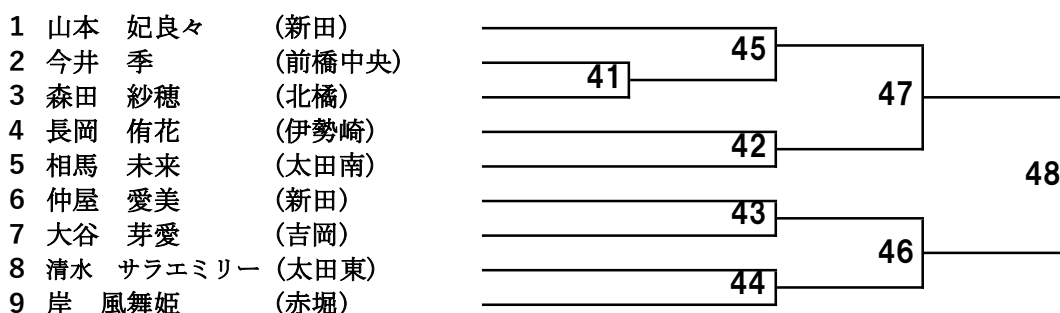 1 山本 妃良々 (新田)
2 今井 季 (前橋中央)
3 森田 紗穂 (北橘)
4 長岡 侑花 (伊勢崎)
5 相馬 未来 (太田南)
6 仲屋 愛美 (新田)
7 大谷 芽愛 (吉岡)
8 清水 サラエミリー (太田東)
9 岸 風舞姫 (赤堀)
45
41
47
42
48
43
46
44